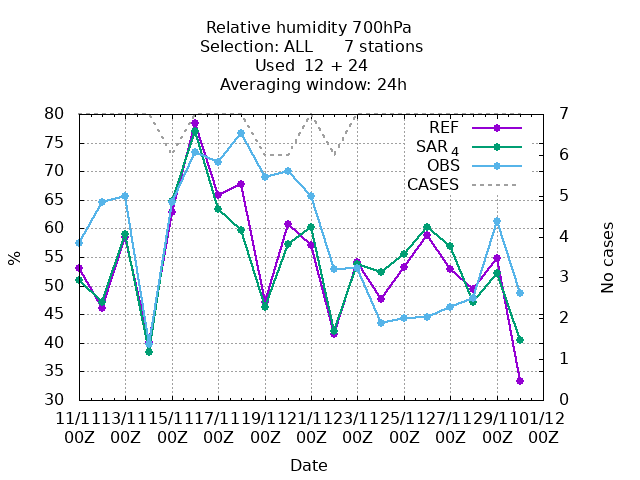 Relative humidity 700hPa
Selection: ALL 7 stations
Used 12 + 24
Averaging window: 24h
80
75
70
65
60
55
50
45
40
35
30
%
7
6
5
4
3
2
1
0
No cases
REF
SAR 4
OBS
CASES
11/11 13/11 15/11 17/11 19/11 21/11 23/11 25/11 27/11 29/11 01/12
00Z 00Z 00Z 00Z 00Z 00Z 00Z 00Z 00Z 00Z 00Z
Date